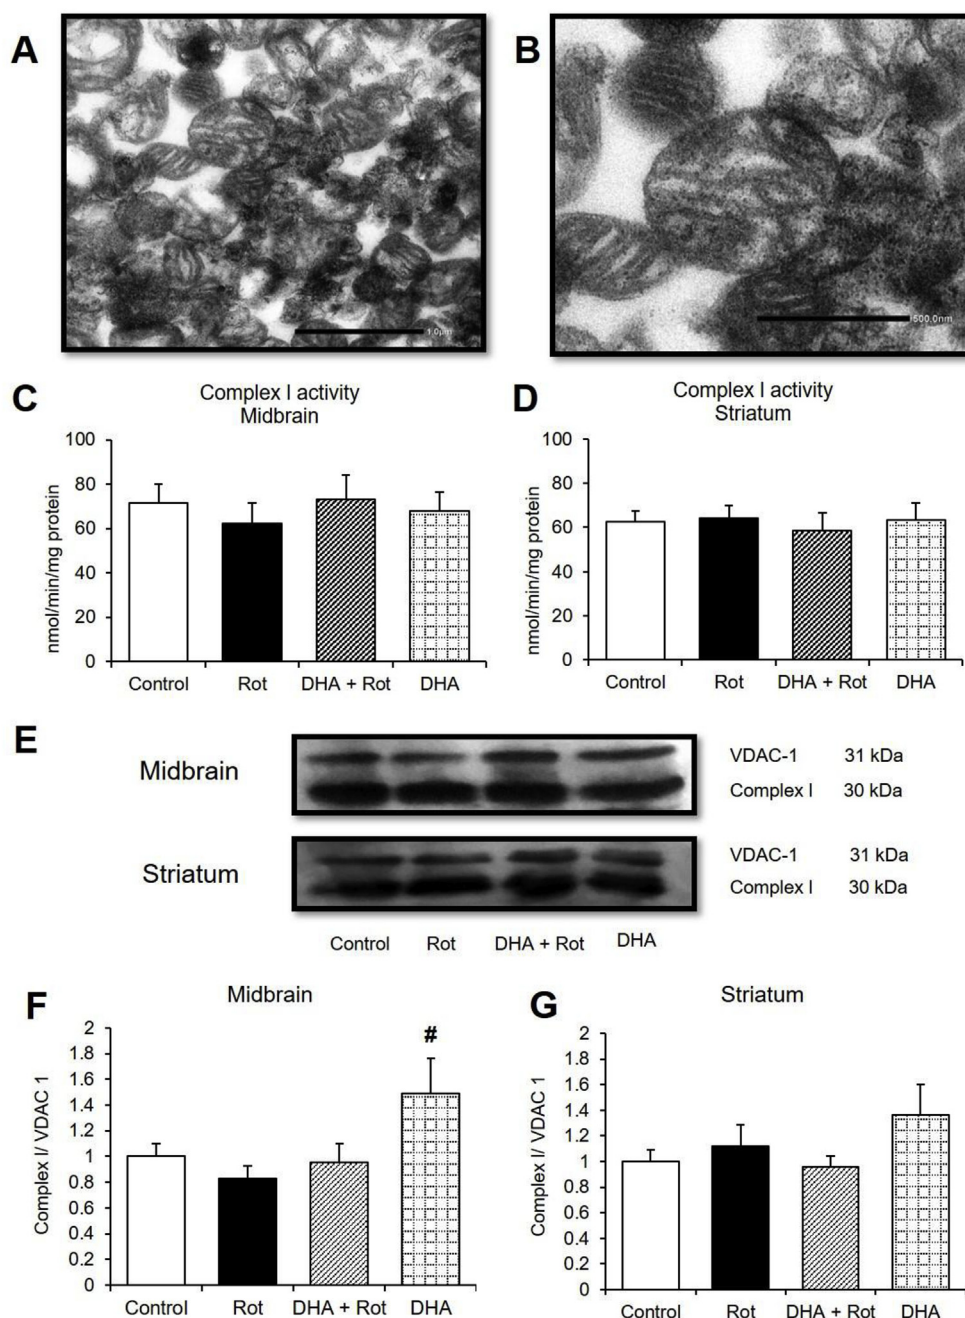 A
B
1.0µm
500.0nm
C
Complex I activity
Midbrain
nmol/min/mg protein
100
80
60
40
20
0
Control Rot DHA + Rot DHA
D
Complex I activity
Striatum
nmol/min/mg protein
100
80
60
40
20
0
Control Rot DHA + Rot DHA
E
Midbrain
VDAC-1 31 kDa
Complex I 30 kDa
Striatum
VDAC-1 31 kDa
Complex I 30 kDa
Control Rot DHA + Rot DHA
F
Midbrain
Complex I/ VDAC 1
2
1.8
1.6
1.4
1.2
1
0.8
0.6
0.4
0.2
0
#
Control Rot DHA + Rot DHA
G
Striatum
Complex I/ VDAC 1
2
1.8
1.6
1.4
1.2
1
0.8
0.6
0.4
0.2
0
Control Rot DHA + Rot DHA